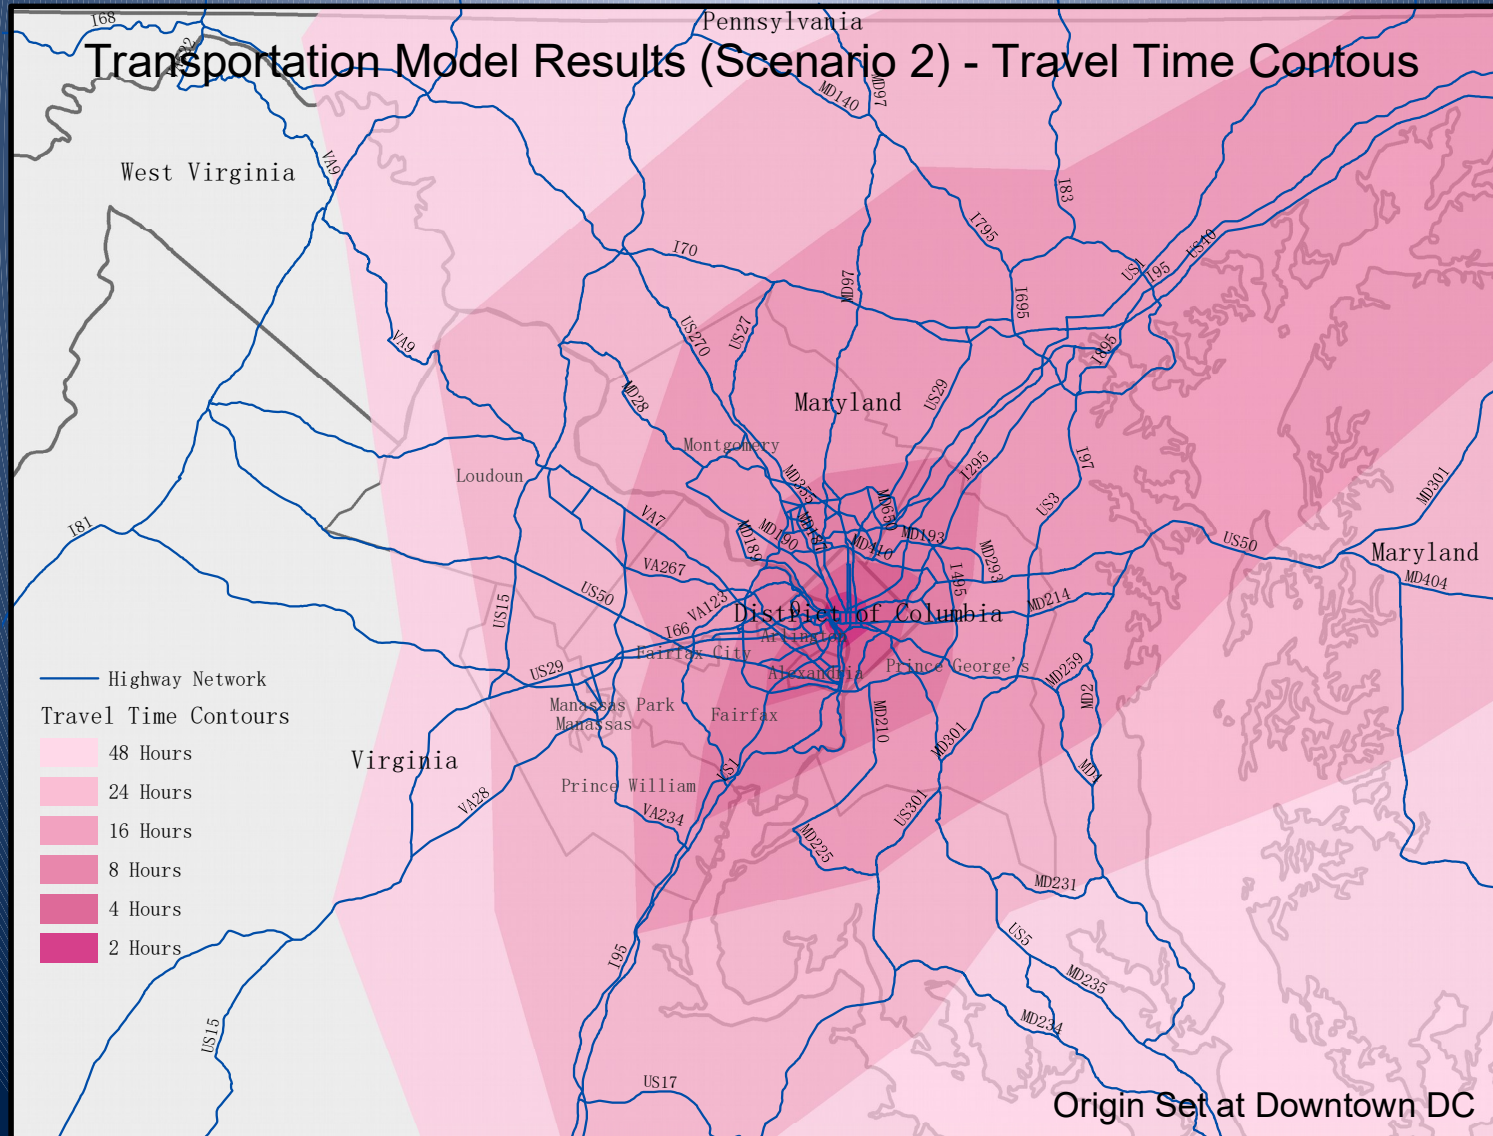 Pennsylvania
I68
Transportation Model Results (Scenario 2) - Travel Time Contous
MD97
MD140
West Virginia
VA9
I83
I795
US40
I70
US1
I95
MD97
I695
US270
US27
VA9
I895
MD28
US29
Maryland
Montgomery
I97
I295
Loudoun
MD355
MD301
MD650
US3
VA7
I81
MD189
MD190
MD193
MD410
US50
MD293
Maryland
VA267
I495
MD404
US50
US15
VA123
MD214
District of Columbia
I66
Arlington
Fairfax City
Prince George's
US29
Alexandria
MD259
Highway Network
MD2
Manassas Park
Travel Time Contours
Fairfax
MD210
Manassas
MD301
48 Hours
Virginia
US1
MD4
24 Hours
Prince William
VA28
US301
VA234
16 Hours
MD225
8 Hours
MD231
4 Hours
US5
2 Hours
I95
MD235
US15
MD234
US17
Origin Set at Downtown DC